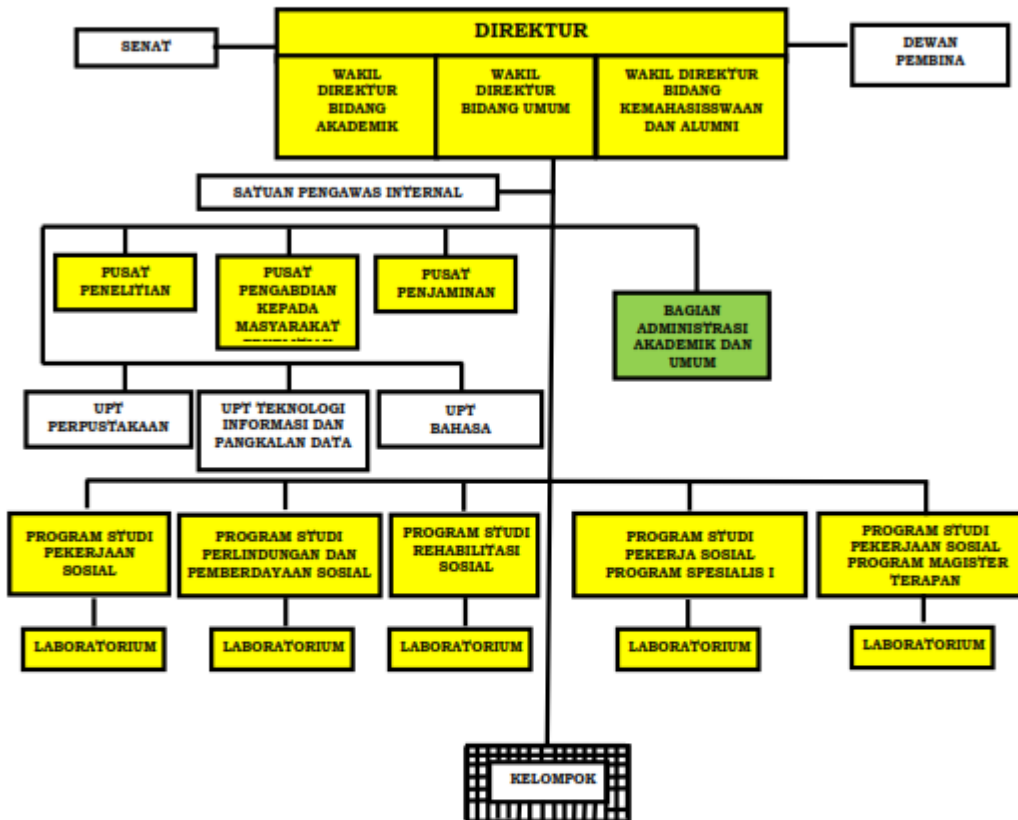 DIREKTUR
SENAT
DEWAN
PEMBINA
WAKIL
DIREKTUR
BIDANG
AKADEMIK
WAKIL
DIREKTUR
BIDANG UMUM
WAKIL DIREKTUR
BIDANG
KEMAHASISSWAAN
DAN ALUMNI
SATUAN PENGAWAS INTERNAL
PUSAT
PENELITIAN
PUSAT
PENGABDIAN
KEPADA
MASYARAKAT
PUSAT
PENJAMINAN
BAGIAN
ADMINISTRASI
AKADEMIK DAN
UMUM
UPT
PERPUSTAKAAN
UPT TEKNOLOGI
INFORMASI DAN
PANGKALAN DATA
UPT
BAHASA
PROGRAM STUDI
PEKERJAAN
SOSIAL
PROGRAM STUDI
PERLINDUNGAN DAN
PEMBERDAYAAN SOSIAL
PROGRAM STUDI
REHABILITASI
SOSIAL
PROGRAM STUDI
PEKERJA SOSIAL
PROGRAM SPESIALIS I
PROGRAM STUDI
PEKERJAAN SOSIAL
PROGRAM MAGISTER
TERAPAN
LABORATORIUM
LABORATORIUM
LABORATORIUM
LABORATORIUM
LABORATORIUM
KELOMPOK